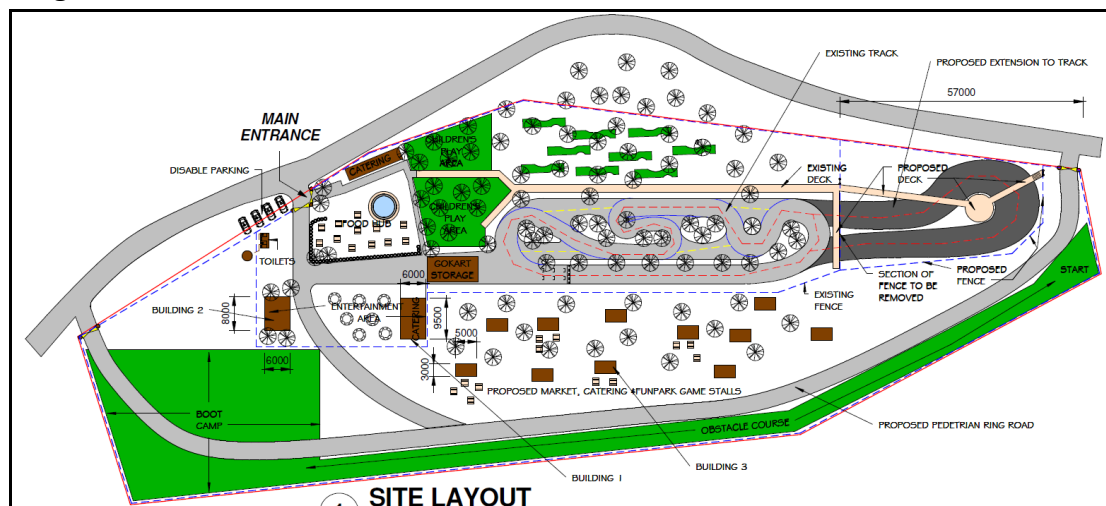 EXISTING TRACK
PROPOSED EXTENSION TO TRACK
57000
MAIN
ENTRANCE
DISABLE PARKING
CATERING
CHILDREN'S
PLAY
AREA
EXISTING
DECK
PROPOSED
DECK
CHILDREN'S
PLAY
AREA
FOOD HUB
TOILETS
GOKART
STORAGE
6000
SECTION OF
FENCE TO BE
REMOVED
PROPOSED
FENCE
START
EXISTING
FENCE
BUILDING 2
8000
ENTERTAINMENT
AREA
CATERING
9500
5000
6000
3000
PROPOSED MARKET, CATERING &FUNPARK GAME STALLS
BOOT
CAMP
OBSTACLE COURSE
PROPOSED PEDETRIAN RING ROAD
BUILDING 3
BUILDING 1
SITE LAYOUT